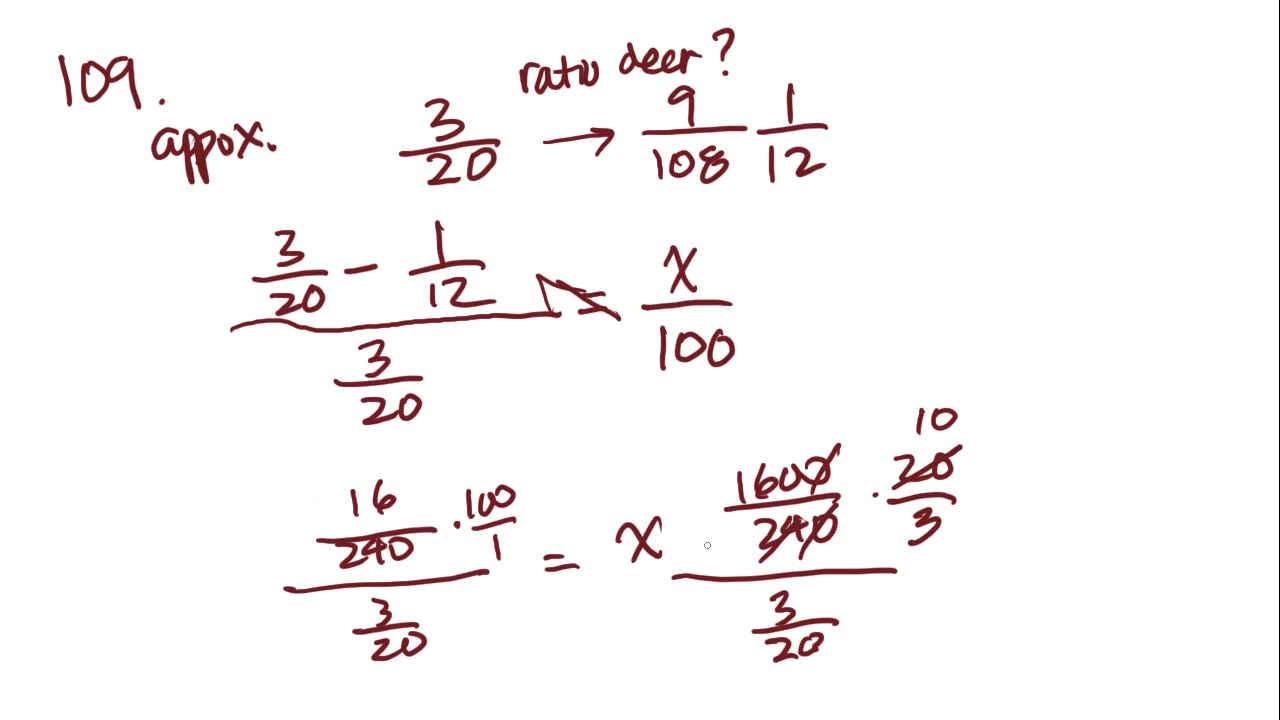 109. ratio deer?
appox. 3/20 → 9/108 1/12
(3/20 - 1/12) / (3/20) = x/100
(16/240 · 100/1) / (3/20) = x (1600/240 · 20/3) / (3/20) 10